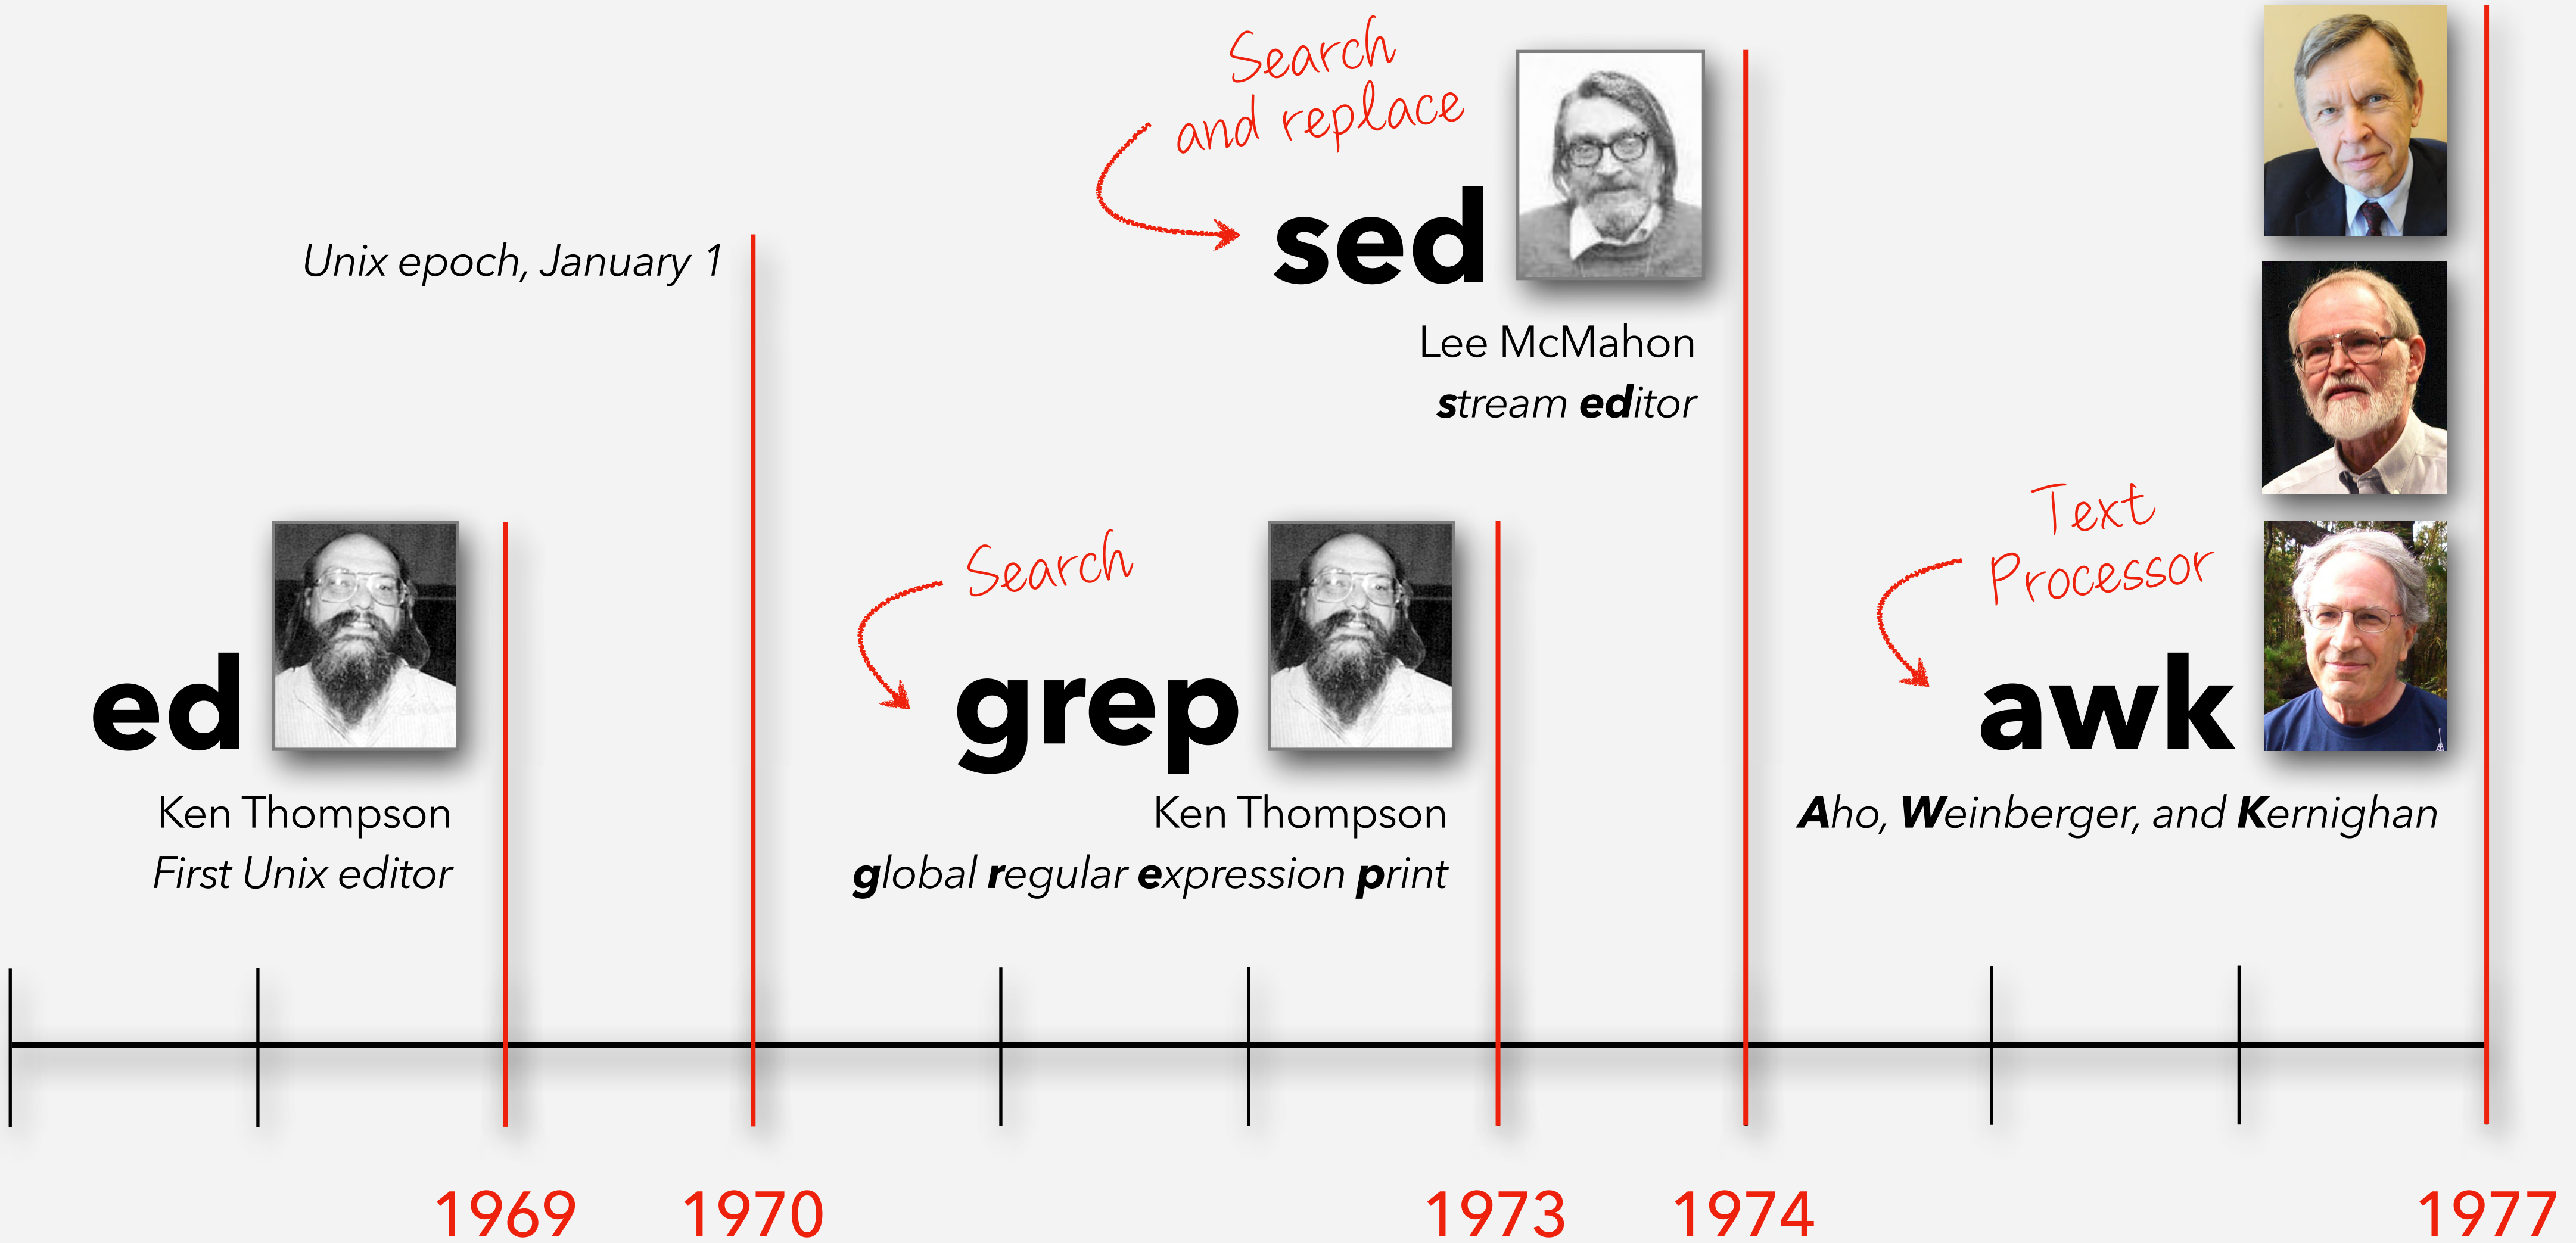 Search
and replace
sed
Unix epoch, January 1
Lee McMahon
stream editor
Search
Text
Processor
ed
grep
awk
Ken Thompson
First Unix editor
Ken Thompson
global regular expression print
Aho, Weinberger, and Kernighan
1969
1970
1973
1974
1977